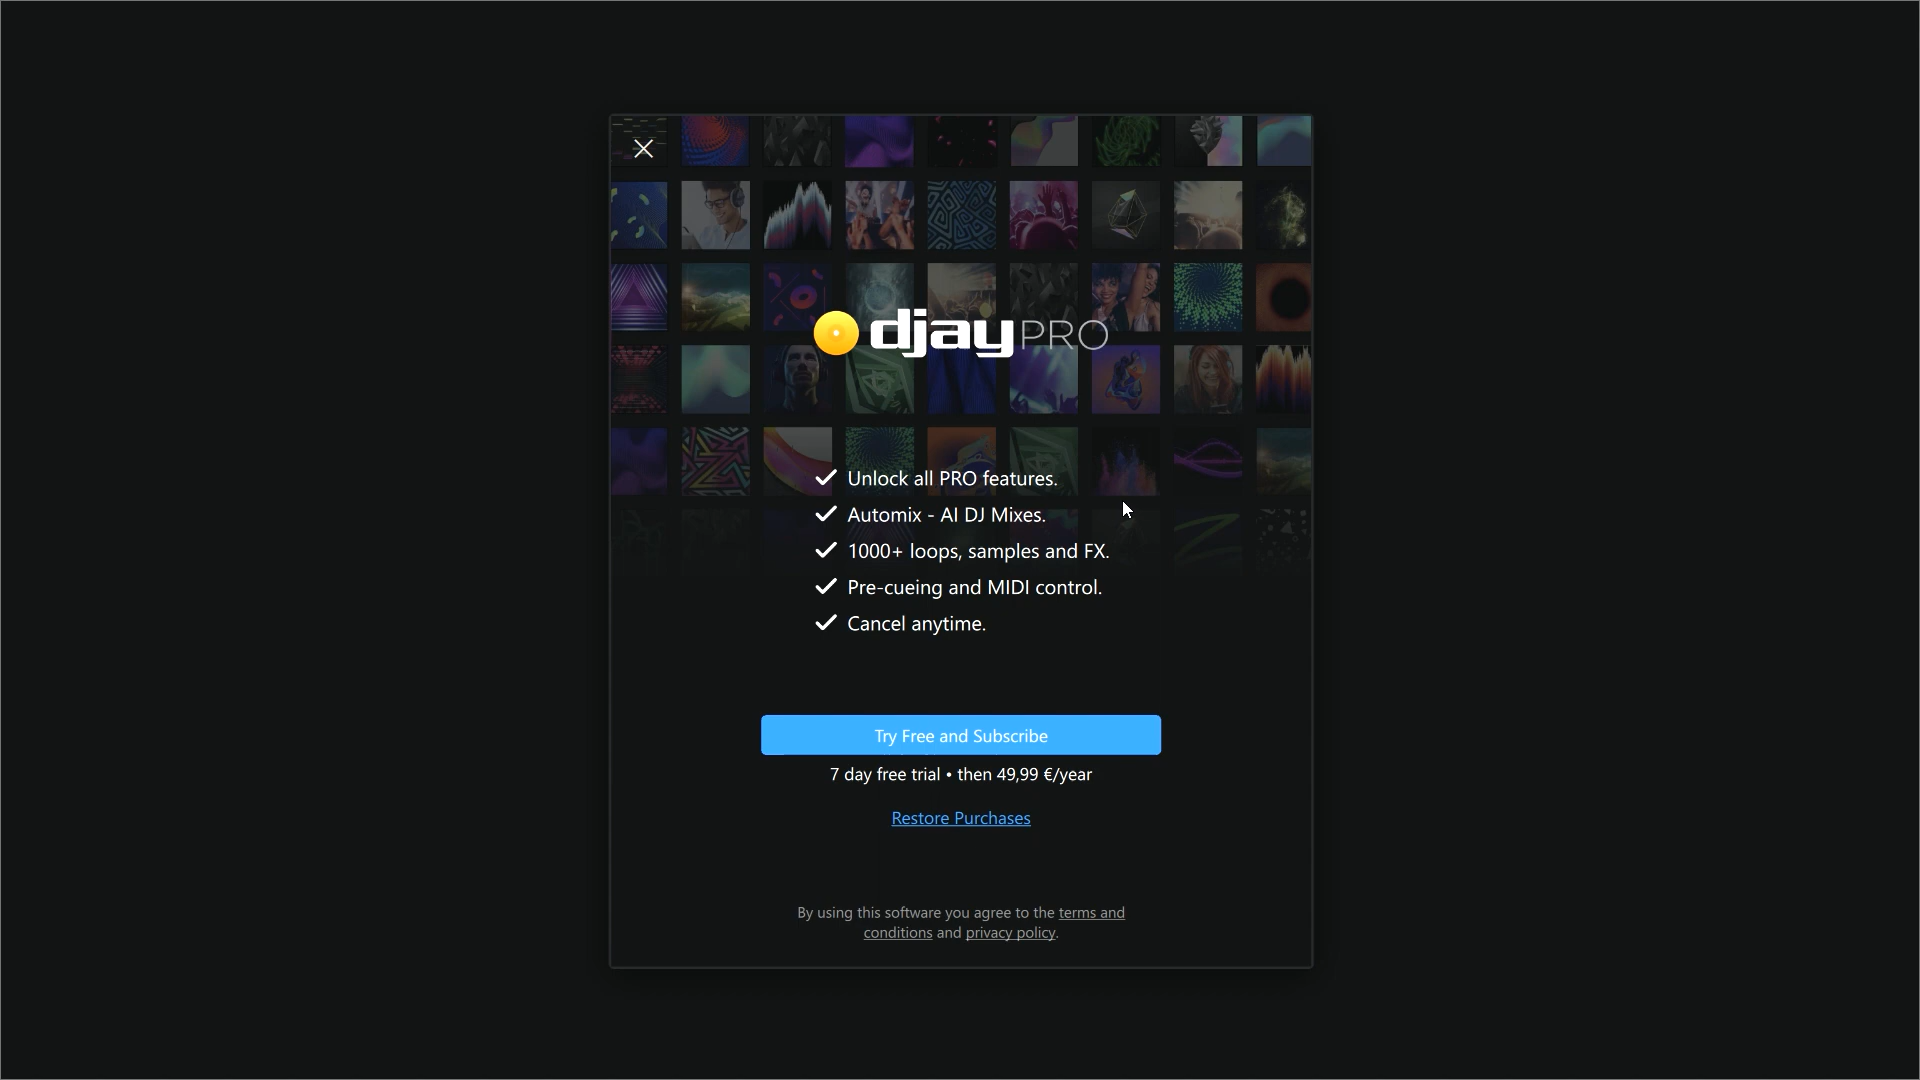 djay PRO
Unlock all PRO features.
Automix - AI DJ Mixes.
1000+ loops, samples and FX.
Pre-cueing and MIDI control.
Cancel anytime.
Try Free and Subscribe
7 day free trial • then 49,99 €/year
Restore Purchases
By using this software you agree to the terms and
conditions and privacy policy.